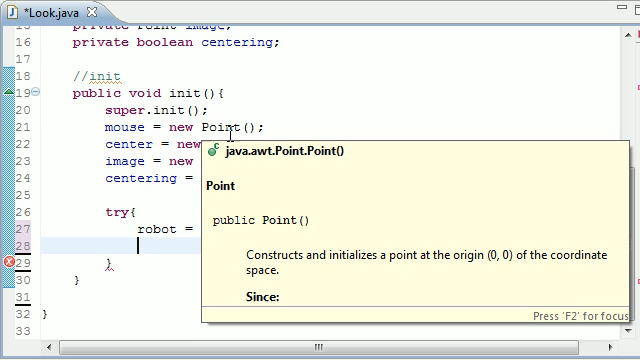 *Look.java
15 private Point image;
16 private boolean centering;
18 //init
19 public void init(){
20 super.init();
21 mouse = new Point();
22 center = new
23 image = new
24 centering =
25
26 try{
27 robot =
28
29 }
30 }
31
32 }
33
java.awt.Point.Point()
Point
public Point()
Constructs and initializes a point at the origin (0, 0) of the coordinate
space.
Since:
Press 'F2' for focus